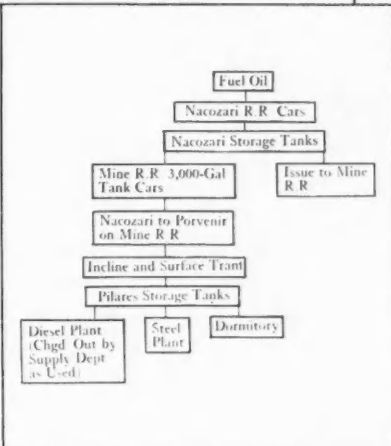 Fuel Oil
Nacozari R.R Cars
Nacozari Storage Tanks
Mine R.R 3,000-Gal
Tank Cars
Issue to Mine
R R
Nacozari to Porvenir
on Mine R R
Incline and Surface Tram
Pilares Storage Tanks
Diesel Plant
(Chgd Out by
Supply Dept
as Used)
Steel
Plant
Dormitory